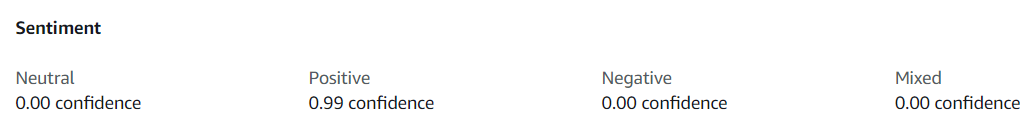 Sentiment
Neutral Positive Negative Mixed
0.00 confidence 0.99 confidence 0.00 confidence 0.00 confidence